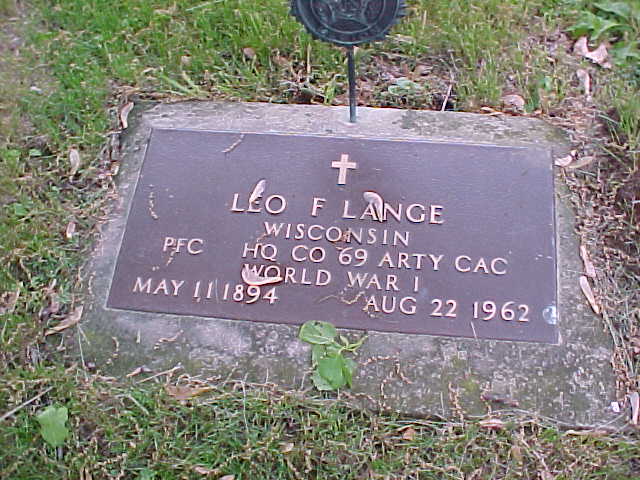 LEO F LANGE
WISCONSIN
PFC HQ CO 69 ARTY CAC
WORLD WAR I
MAY 11 1894 AUG 22 1962